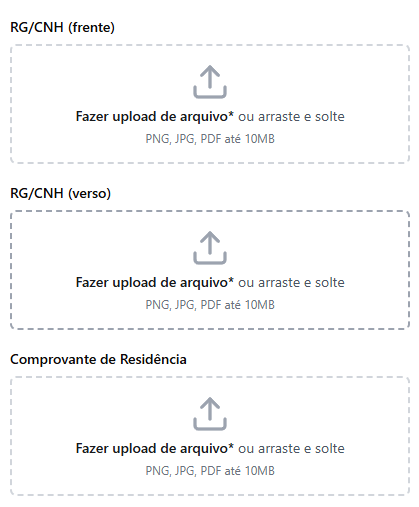 RG/CNH (frente)
Fazer upload de arquivo* ou arraste e solte
PNG, JPG, PDF até 10MB
RG/CNH (verso)
Fazer upload de arquivo* ou arraste e solte
PNG, JPG, PDF até 10MB
Comprovante de Residência
Fazer upload de arquivo* ou arraste e solte
PNG, JPG, PDF até 10MB